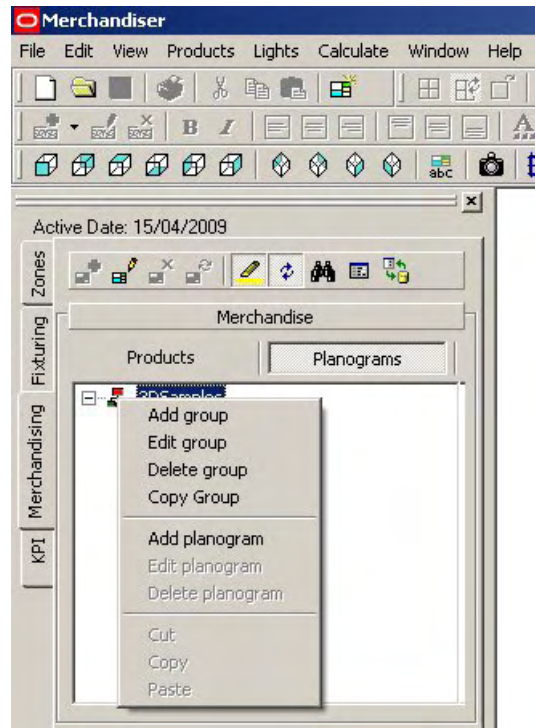 Merchandiser
File Edit View Products Lights Calculate Window Help
B I A
abc
Active Date: 15/04/2009
Zones
Fixturing
Merchandising
KPI
Merchandise
Products Planograms
3DSamples
Add group
Edit group
Delete group
Copy Group
Add planogram
Edit planogram
Delete planogram
Cut
Copy
Paste